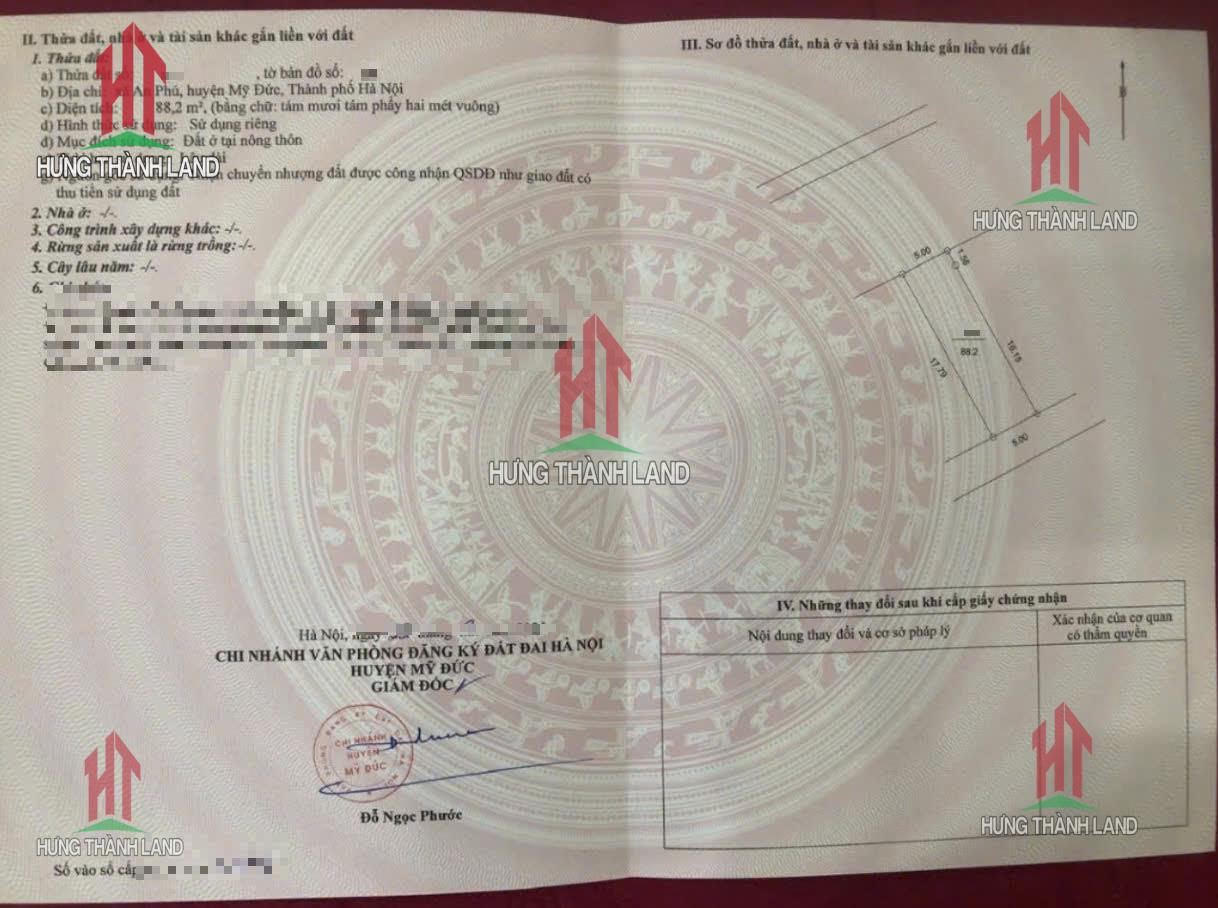 II. Thửa đất, nhà ở và tài sản khác gắn liền với đất
1. Thửa đất:
a) Thửa đất số: , tờ bản đồ số:
b) Địa chỉ: xã An Phú, huyện Mỹ Đức, Thành phố Hà Nội
c) Diện tích: 88,2 m², (bằng chữ: tám mươi tám phẩy hai mét vuông)
d) Hình thức sử dụng: Sử dụng riêng
đ) Mục đích sử dụng: Đất ở tại nông thôn
HƯNG THÀNH LAND
chuyển nhượng đất được công nhận QSDĐ như giao đất có
thu tiền sử dụng đất
2. Nhà ở: -/-.
3. Công trình xây dựng khác: -/-.
4. Rừng sản xuất là rừng trồng: -/-.
5. Cây lâu năm: -/-.
6. Ghi chú:
HƯNG THÀNH LAND
Hà Nội, ngày
CHI NHÁNH VĂN PHÒNG ĐĂNG KÝ ĐẤT ĐAI HÀ NỘI
HUYỆN MỸ ĐỨC
GIÁM ĐỐC
CHI NHÁNH
HUYỆN
MỸ ĐỨC
Đỗ Ngọc Phước
HƯNG THÀNH LAND
Số vào sổ cấp
III. Sơ đồ thửa đất, nhà ở và tài sản khác gắn liền với đất
B
HƯNG THÀNH LAND
5.00
1.56
88.2
17.79
16.15
5.00
IV. Những thay đổi sau khi cấp giấy chứng nhận
Nội dung thay đổi và cơ sở pháp lý
Xác nhận của cơ quan
có thẩm quyền
HƯNG THÀNH LAND